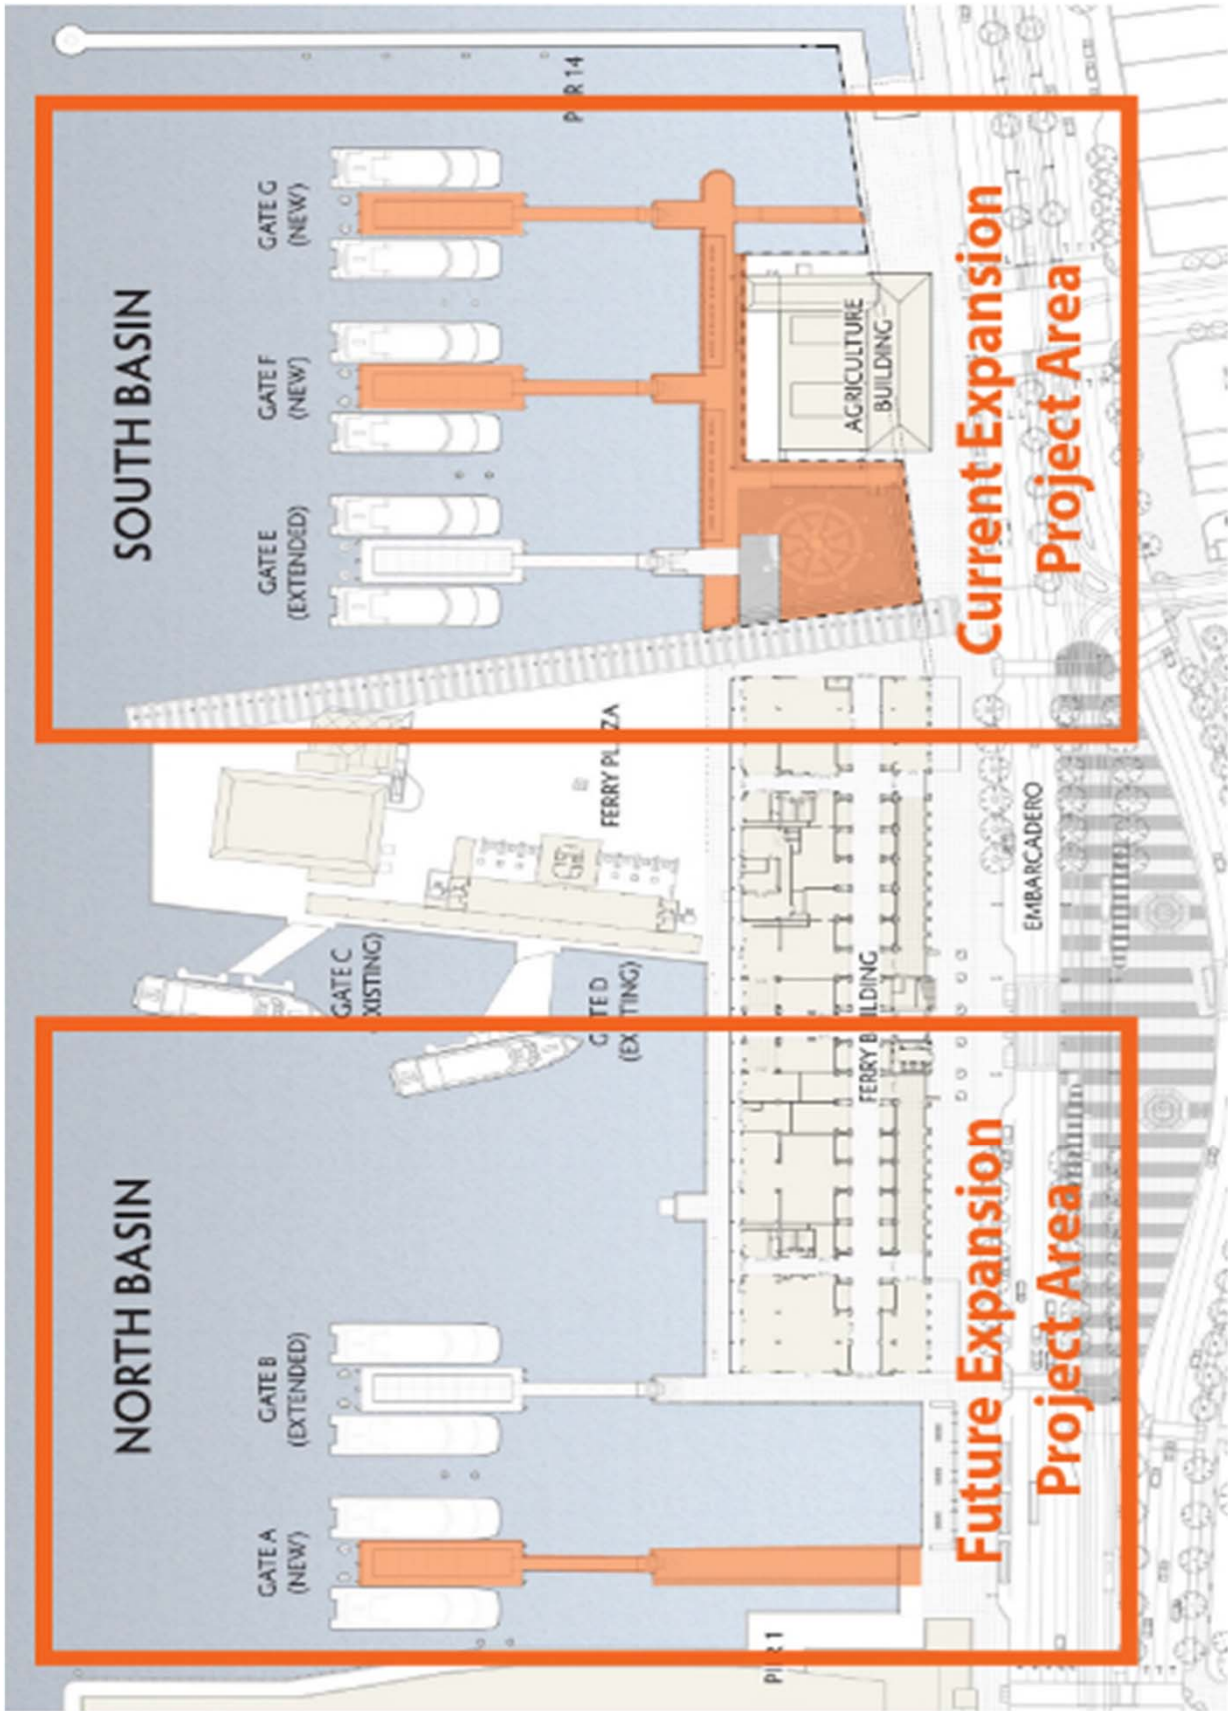 NORTH BASIN
SOUTH BASIN
GATE A
(NEW)
GATE B
(EXTENDED)
GATE C
(EXISTING)
GATE D
(EXISTING)
GATE E
(EXTENDED)
GATE F
(NEW)
GATE G
(NEW)
PIER 14
FERRY PLAZA
PIER 1
FERRY BUILDING
AGRICULTURE
BUILDING
Future Expansion
Project Area
EMBARCADERO
Current Expansion
Project Area